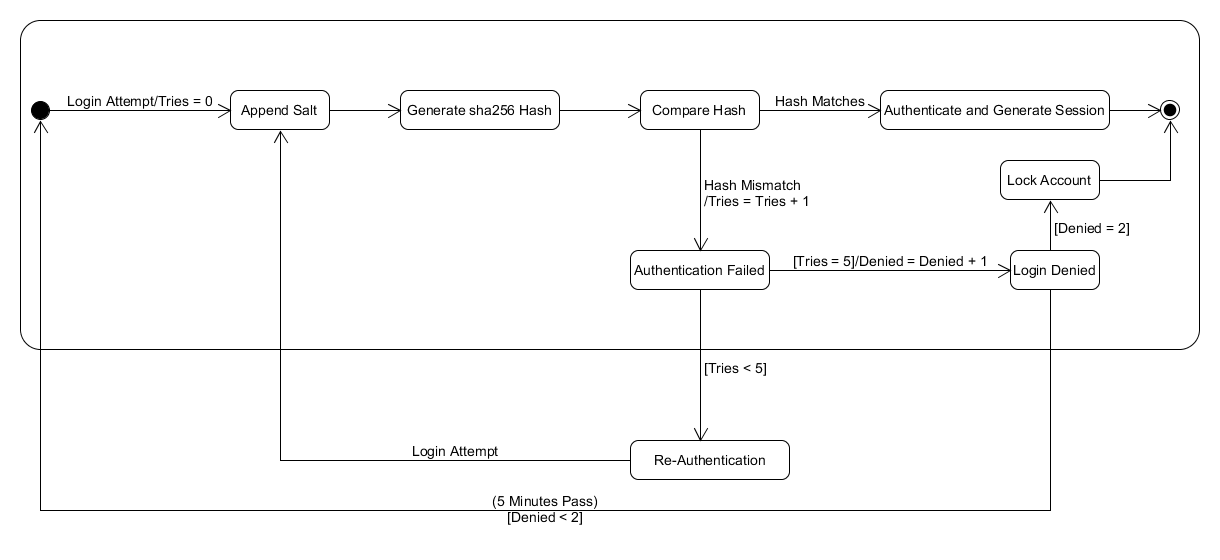 Login Attempt/Tries = 0
Append Salt
Generate sha256 Hash
Compare Hash
Hash Matches
Authenticate and Generate Session
Lock Account
Hash Mismatch
/Tries = Tries + 1
[Denied = 2]
Authentication Failed
[Tries = 5]/Denied = Denied + 1
Login Denied
[Tries < 5]
Login Attempt
Re-Authentication
(5 Minutes Pass)
[Denied < 2]